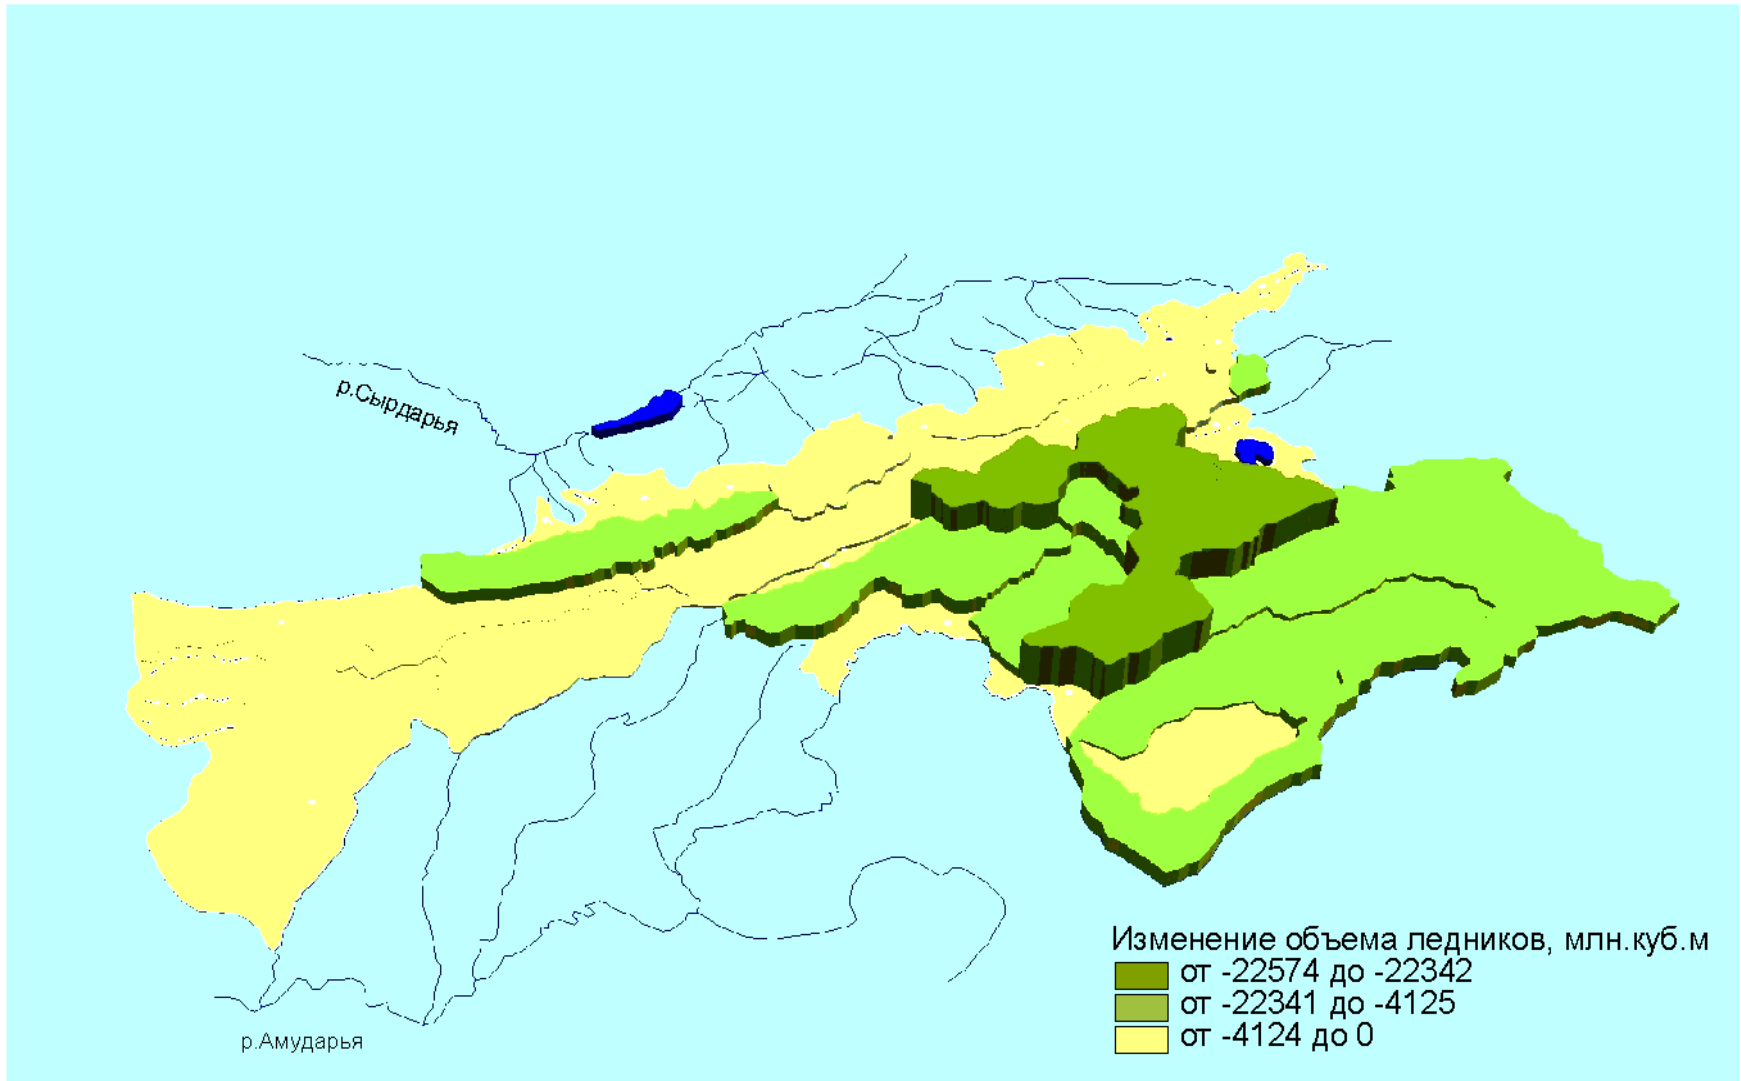 р.Сырдарья
Изменение объема ледников, млн.куб.м
от -22574 до -22342
от -22341 до -4125
от -4124 до 0
р.Амударья